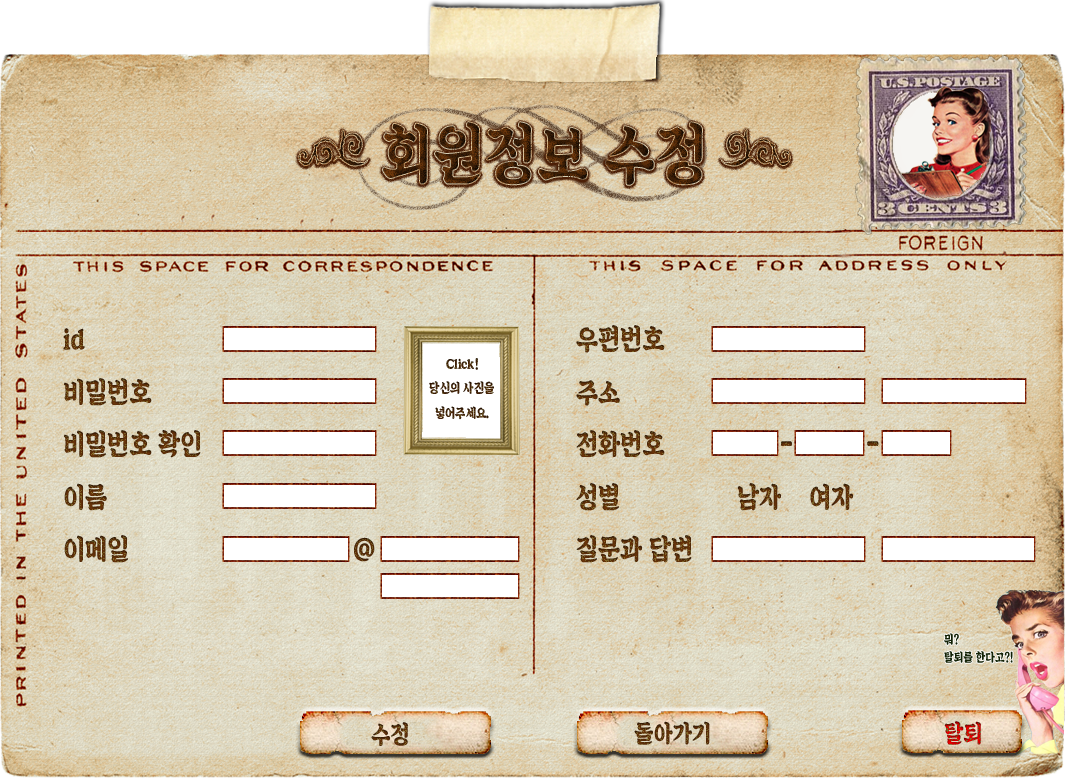 회원정보 수정
U.S. POSTAGE
3 CENTS 3
FOREIGN
PRINTED IN THE UNITED STATES
THIS SPACE FOR CORRESPONDENCE
id
비밀번호
비밀번호 확인
이름
이메일 @
Click!
당신의 사진을
넣어주세요.
THIS SPACE FOR ADDRESS ONLY
우편번호
주소
전화번호 - -
성별 남자 여자
질문과 답변
뭐?
탈퇴를 한다고?!
수정
돌아가기
탈퇴